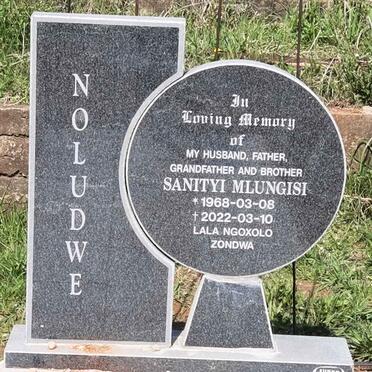 NOLUDWE
In
Loving Memory
of
MY HUSBAND, FATHER,
GRANDFATHER AND BROTHER
SANITYI MLUNGISI
* 1968-03-08
† 2022-03-10
LALA NGOXOLO
ZONDWA